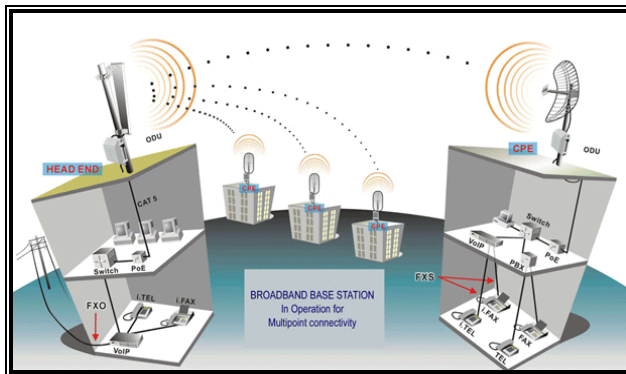 ODU
HEAD END
CAT 5
Switch
PoE
FXO
i.TEL
i.FAX
VoIP
CPE
CPE
CPE
BROADBAND BASE STATION
In Operation for
Multipoint connectivity
CPE
ODU
Switch
VoIP
PoE
PBX
FXS
i.FAX
i.TEL
FAX
TEL